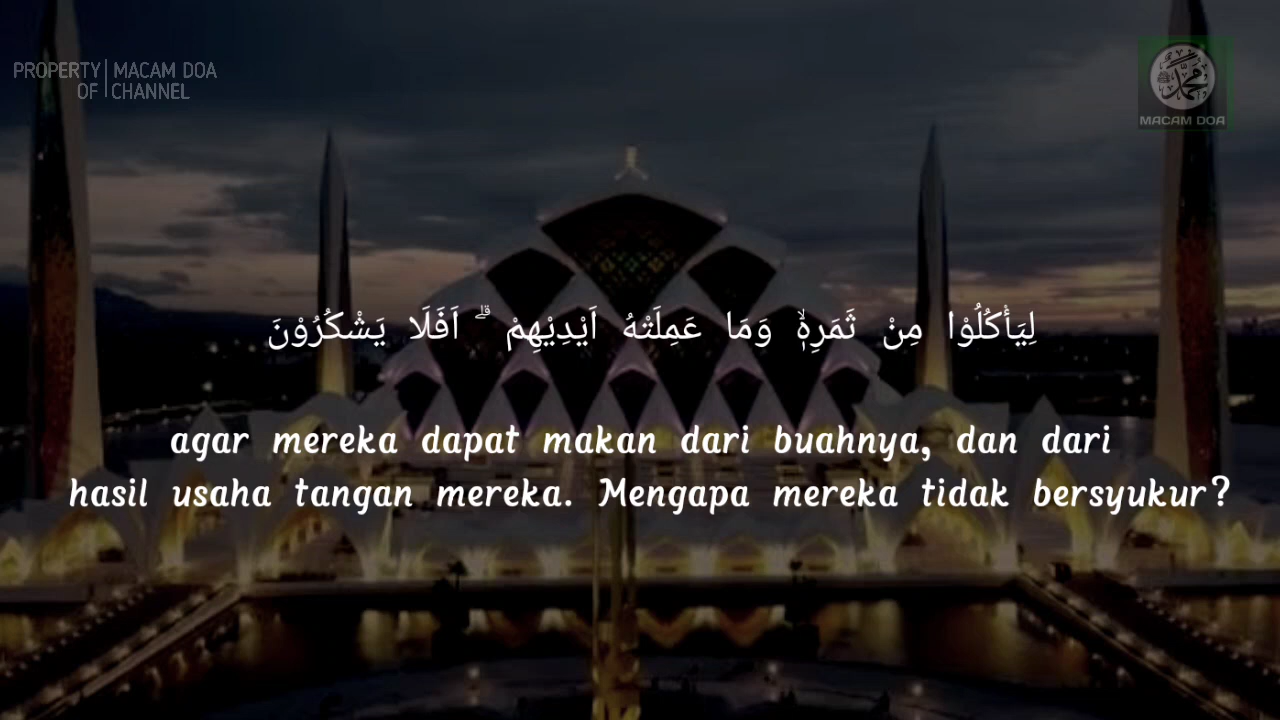 PROPERTY MACAM DOA
OF CHANNEL
محمد
MACAM DOA
لِيَأْكُلُوْا مِنْ ثَمَرِهٖۙ وَمَا عَمِلَتْهُ اَيْدِيْهِمْ ۗ اَفَلَا يَشْكُرُوْنَ
agar mereka dapat makan dari buahnya, dan dari
hasil usaha tangan mereka. Mengapa mereka tidak bersyukur?